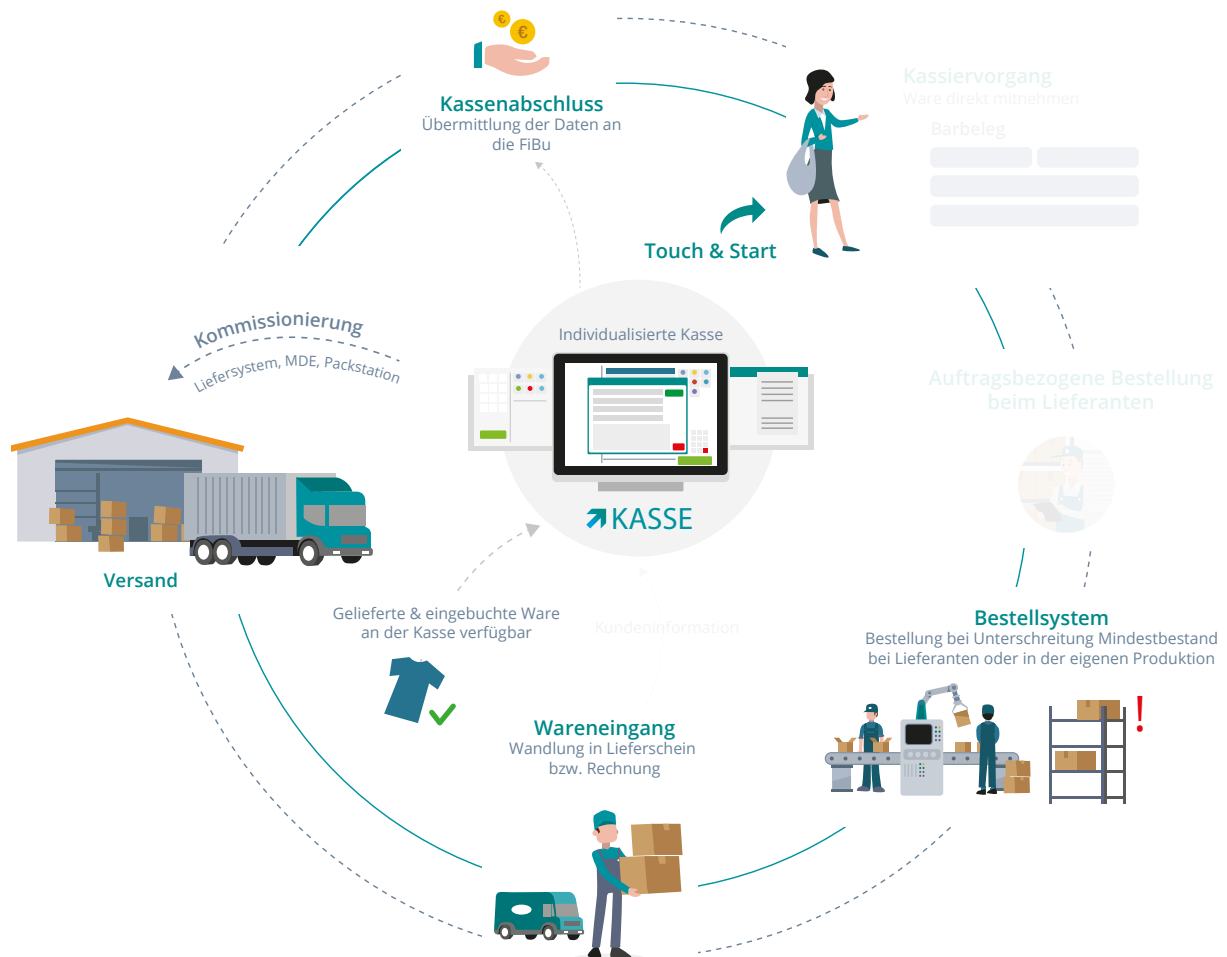 Kassenabschluss
Übermittlung der Daten an
die FiBu
Kassiervorgang
Ware direkt mitnehmen
Barbeleg
Touch & Start
Kommissionierung
Liefersystem, MDE, Packstation
Individualisierte Kasse
KASSE
Auftragsbezogene Bestellung
beim Lieferanten
Versand
Gelieferte & eingebuchte Ware
an der Kasse verfügbar
Kundeninformation
Bestellsystem
Bestellung bei Unterschreitung Mindestbestand
bei Lieferanten oder in der eigenen Produktion
!
Wareneingang
Wandlung in Lieferschein
bzw. Rechnung